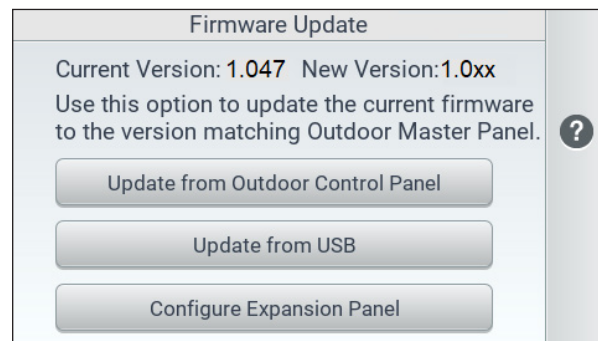 Firmware Update
Current Version: 1.047 New Version:1.0xx
Use this option to update the current firmware
to the version matching Outdoor Master Panel.
?
Update from Outdoor Control Panel
Update from USB
Configure Expansion Panel